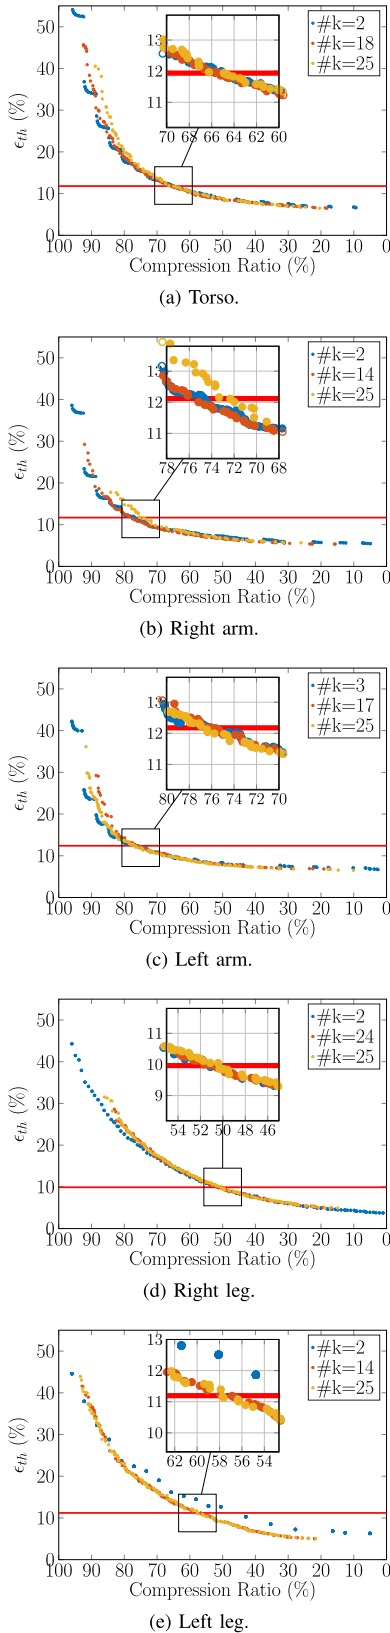 50
40
30
20
10
0
ϵth (%)
100 90 80 70 60 50 40 30 20 10 0
Compression Ratio (%)
13
12
11
70 68 66 64 62 60
#k=2
#k=18
#k=25
(a) Torso.
50
40
30
20
10
0
ϵth (%)
100 90 80 70 60 50 40 30 20 10 0
Compression Ratio (%)
13
12
11
78 76 74 72 70 68
#k=2
#k=14
#k=25
(b) Right arm.
50
40
30
20
10
0
ϵth (%)
100 90 80 70 60 50 40 30 20 10 0
Compression Ratio (%)
13
12
11
80 78 76 74 72 70
#k=3
#k=17
#k=25
(c) Left arm.
50
40
30
20
10
0
ϵth (%)
100 90 80 70 60 50 40 30 20 10 0
Compression Ratio (%)
11
10
9
54 52 50 48 46
#k=2
#k=24
#k=25
(d) Right leg.
50
40
30
20
10
0
ϵth (%)
100 90 80 70 60 50 40 30 20 10 0
Compression Ratio (%)
13
12
11
10
62 60 58 56 54
#k=2
#k=14
#k=25
(e) Left leg.